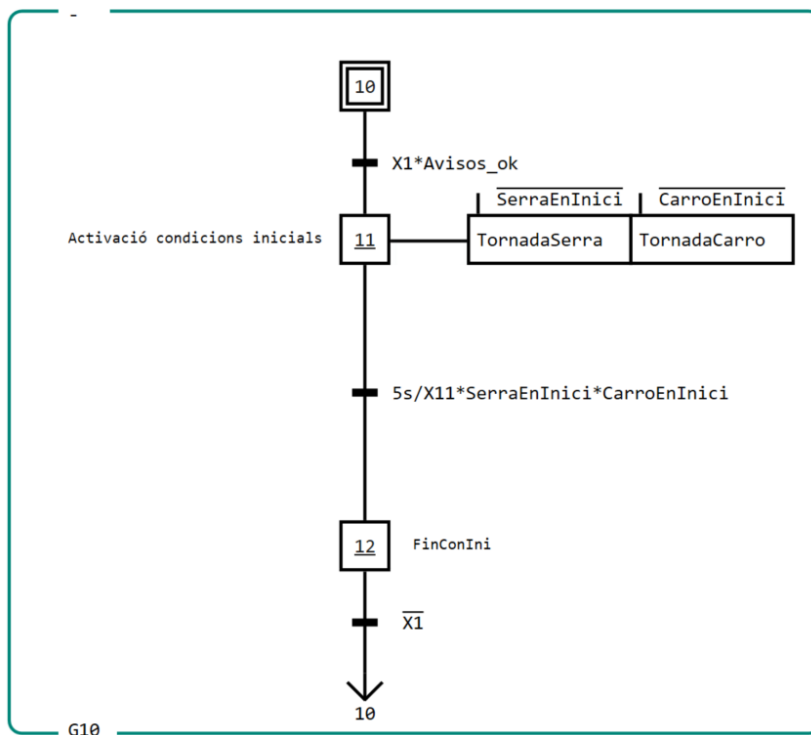 -
10
X1*Avisos_ok
SerraEnInici CarroEnInici
Activació condicions inicials 11 TornadaSerra TornadaCarro
5s/X11*SerraEnInici*CarroEnInici
12 FinConIni
X1
10
G10